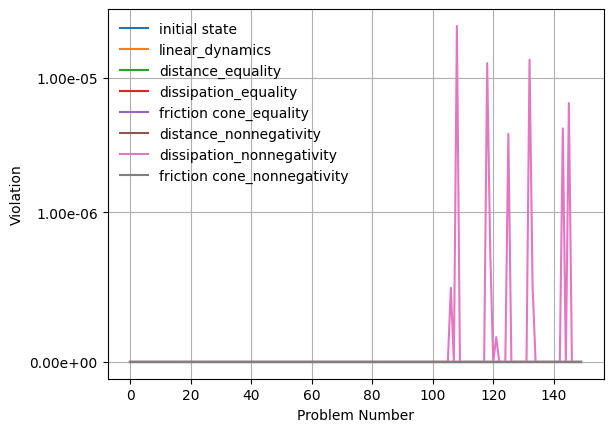 initial state
linear_dynamics
distance_equality
dissipation_equality
friction cone_equality
distance_nonnegativity
dissipation_nonnegativity
friction cone_nonnegativity
1.00e-05
1.00e-06
0.00e+00
Violation
0 20 40 60 80 100 120 140
Problem Number